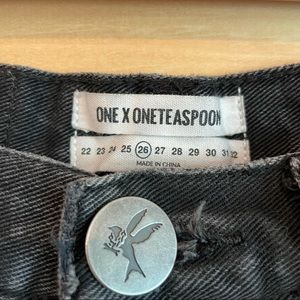 ONE X ONETEASPOON
22 23 24 25 26 27 28 29 30 31 32
MADE IN CHINA